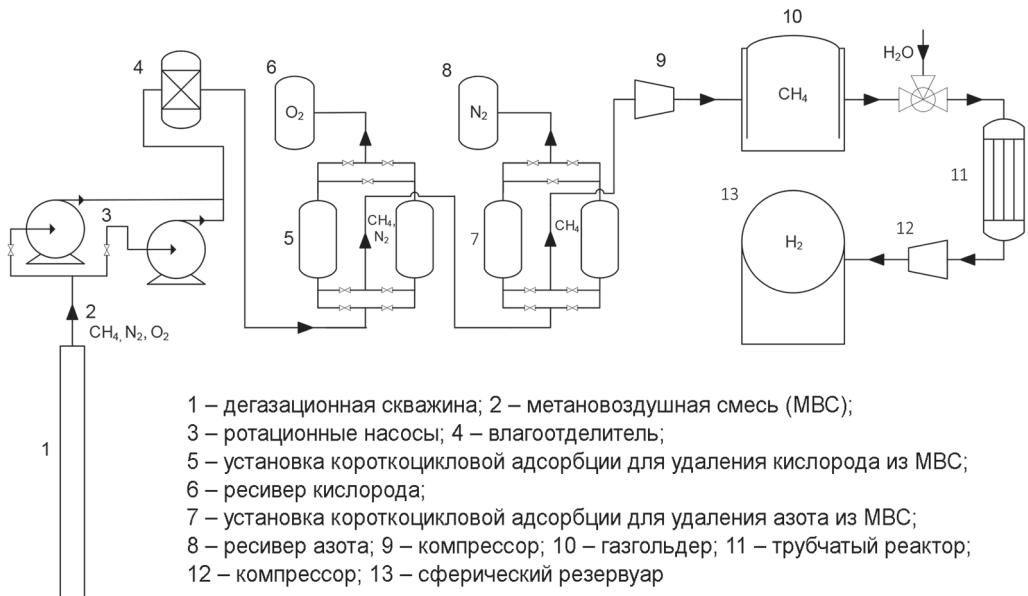 10
4
6
8
9
H₂O
O₂
N₂
CH₄
11
13
3
5
CH₄,
N₂
7
CH₄
12
H₂
2
CH₄, N₂, O₂
1
1 – дегазационная скважина; 2 – метановоздушная смесь (МВС);
3 – ротационные насосы; 4 – влагоотделитель;
5 – установка короткоцикловой адсорбции для удаления кислорода из МВС;
6 – ресивер кислорода;
7 – установка короткоцикловой адсорбции для удаления азота из МВС;
8 – ресивер азота; 9 – компрессор; 10 – газгольдер; 11 – трубчатый реактор;
12 – компрессор; 13 – сферический резервуар